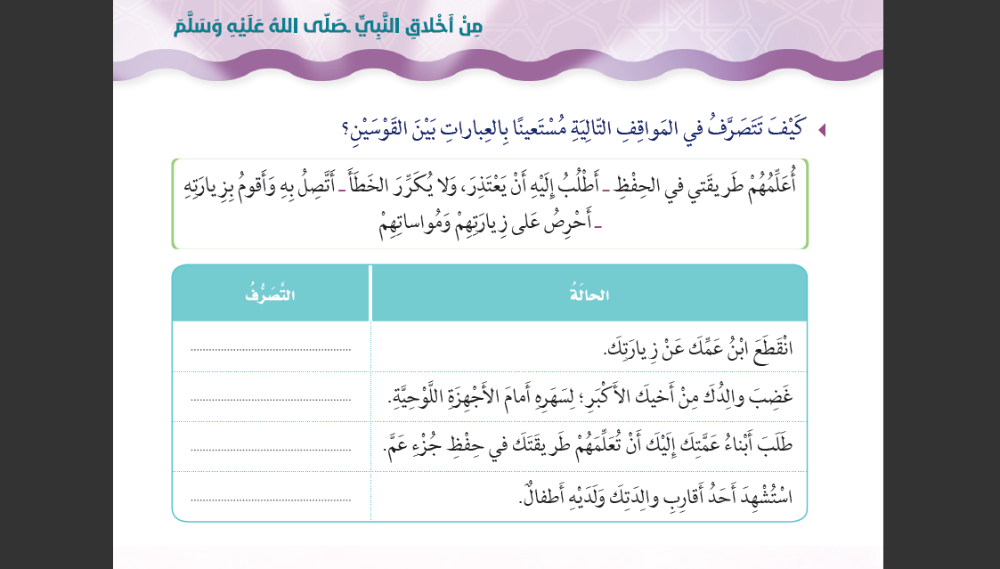 مِنْ أَخْلاقِ النَّبِيِّ صَلّى اللهُ عَلَيْهِ وَسَلَّمَ
كَيْفَ تَتَصَرَّفُ في المَواقِفِ التّالِيَةِ مُسْتَعينًا بِالعِباراتِ بَيْنَ القَوْسَيْنِ؟
أُعَلِّمُهُمْ طَريقَتي في الحِفْظِ ـ أَطْلُبُ إِلَيْهِ أَنْ يَعْتَذِرَ، وَلا يُكَرِّرَ الخَطَأَ ـ أَتَّصِلُ بِهِ وَأَقومُ بِزِيارَتِهِ
ـ أَحْرِصُ عَلى زِيارَتِهِمْ وَمُواساتِهِمْ
الحالَةُ التَّصَرُّفُ
انْقَطَعَ ابْنُ عَمِّكَ عَنْ زِيارَتِكَ. ......................................................
غَضِبَ والِدُكَ مِنْ أَخيكَ الأَكْبَرِ؛ لِسَهَرِهِ أَمامَ الأَجْهِزَةِ اللَّوْحِيَّةِ. ......................................................
طَلَبَ أَبْناءُ عَمَّتِكَ إِلَيْكَ أَنْ تُعَلِّمَهُمْ طَريقَتَكَ في حِفْظِ جُزْءِ عَمَّ. ......................................................
اسْتُشْهِدَ أَحَدُ أَقارِبِ والِدَتِكَ وَلَدَيْهِ أَطفالٌ. ......................................................